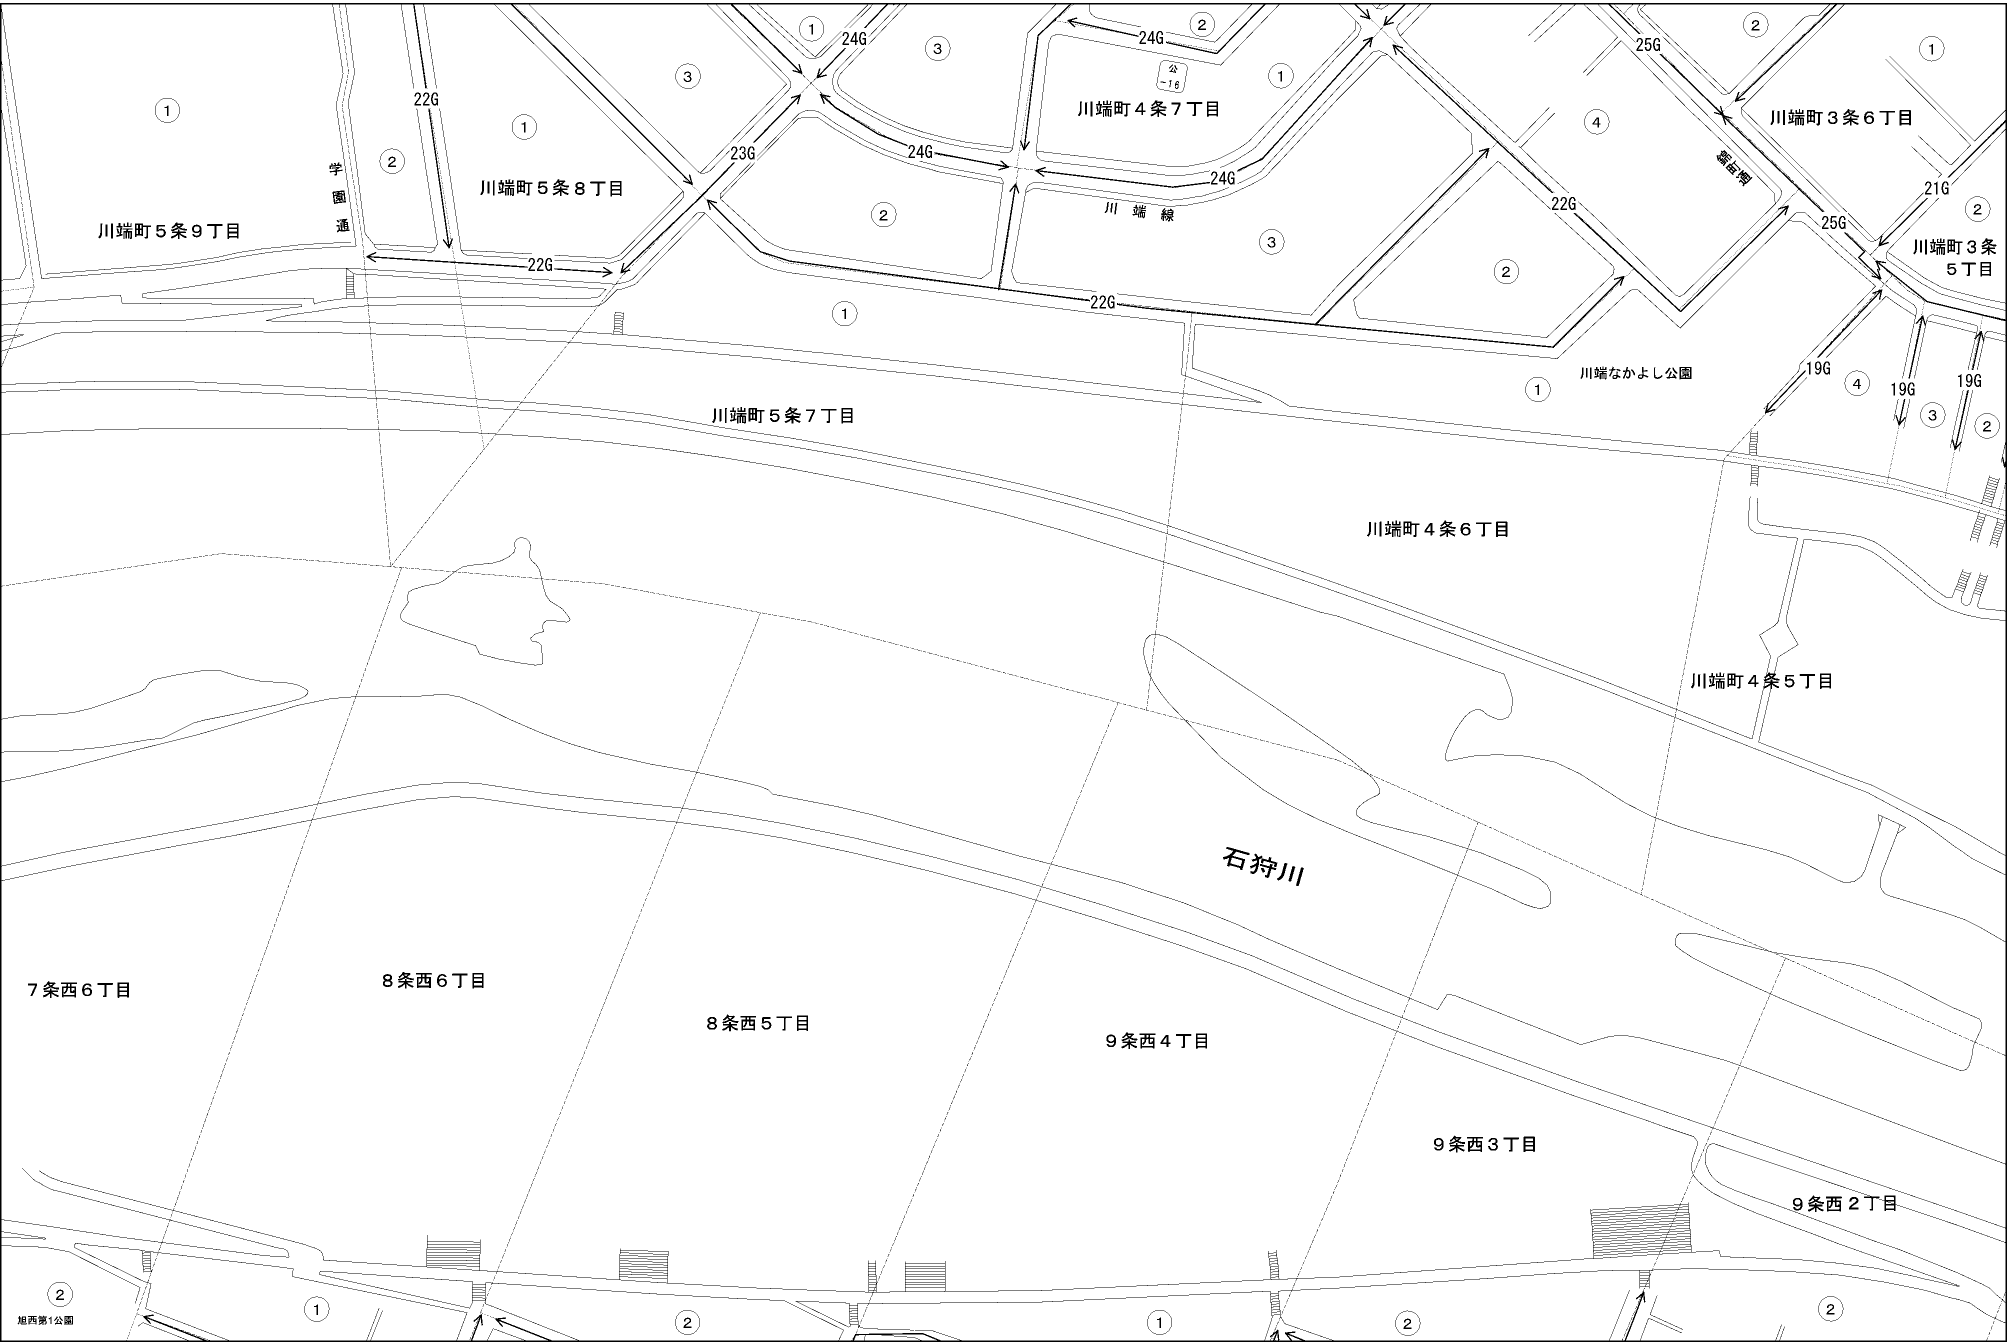 ①
24G
③
24G
②
25G
②
①
22G
①
③
公
-16
①
①
②
①
23G
24G
川端町４条７丁目
④
川端町３条６丁目
学園通
川端町５条８丁目
24G
22G
錦町通
21G
②
②
川端線
③
25G
川端町５条９丁目
川端町３条
５丁目
22G
②
22G
①
川端なかよし公園
①
19G
④
19G
19G
③
②
川端町５条７丁目
川端町４条６丁目
川端町４条５丁目
石狩川
７条西６丁目
８条西６丁目
８条西５丁目
９条西４丁目
９条西３丁目
９条西２丁目
②
旭西第1公園
①
②
①
②
②